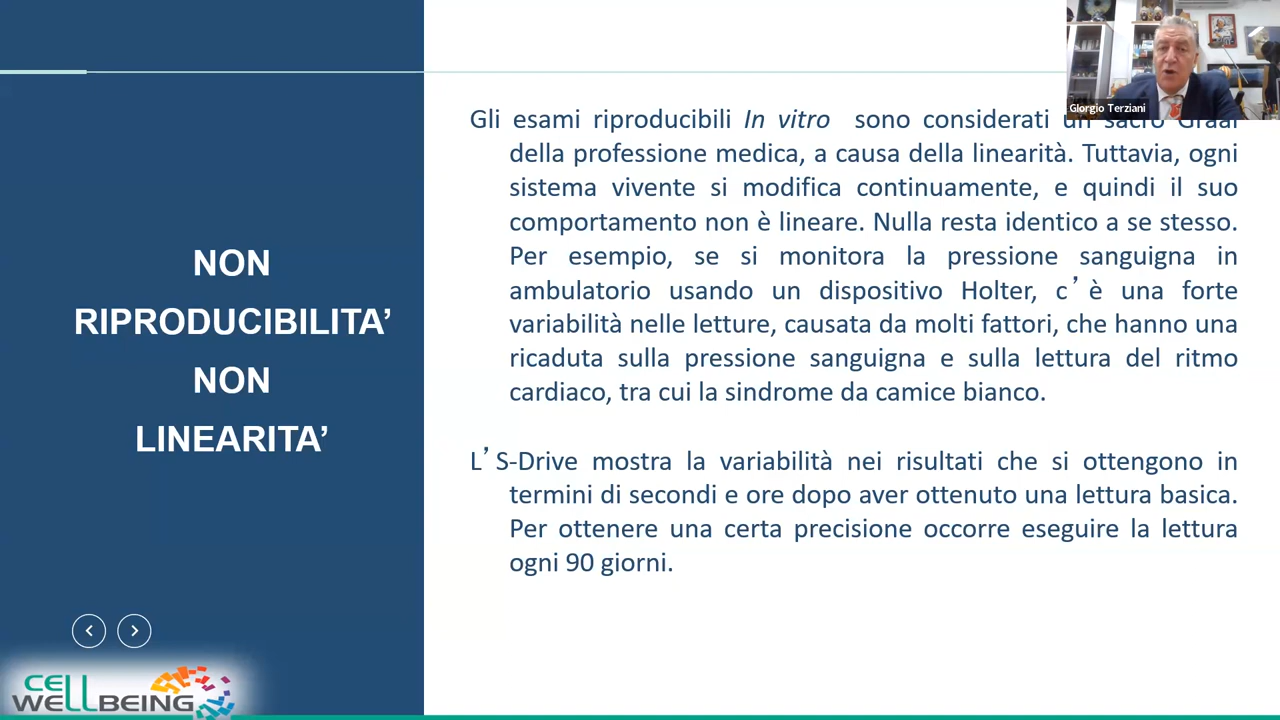 Giorgio Terziani
NON
RIPRODUCIBILITA’
NON
LINEARITA’
Gli esami riproducibili In vitro sono considerati un sacro Graal
della professione medica, a causa della linearità. Tuttavia, ogni
sistema vivente si modifica continuamente, e quindi il suo
comportamento non è lineare. Nulla resta identico a se stesso.
Per esempio, se si monitora la pressione sanguigna in
ambulatorio usando un dispositivo Holter, c’è una forte
variabilità nelle letture, causata da molti fattori, che hanno una
ricaduta sulla pressione sanguigna e sulla lettura del ritmo
cardiaco, tra cui la sindrome da camice bianco.
L’S-Drive mostra la variabilità nei risultati che si ottengono in
termini di secondi e ore dopo aver ottenuto una lettura basica.
Per ottenere una certa precisione occorre eseguire la lettura
ogni 90 giorni.
CELL
WELLBEING